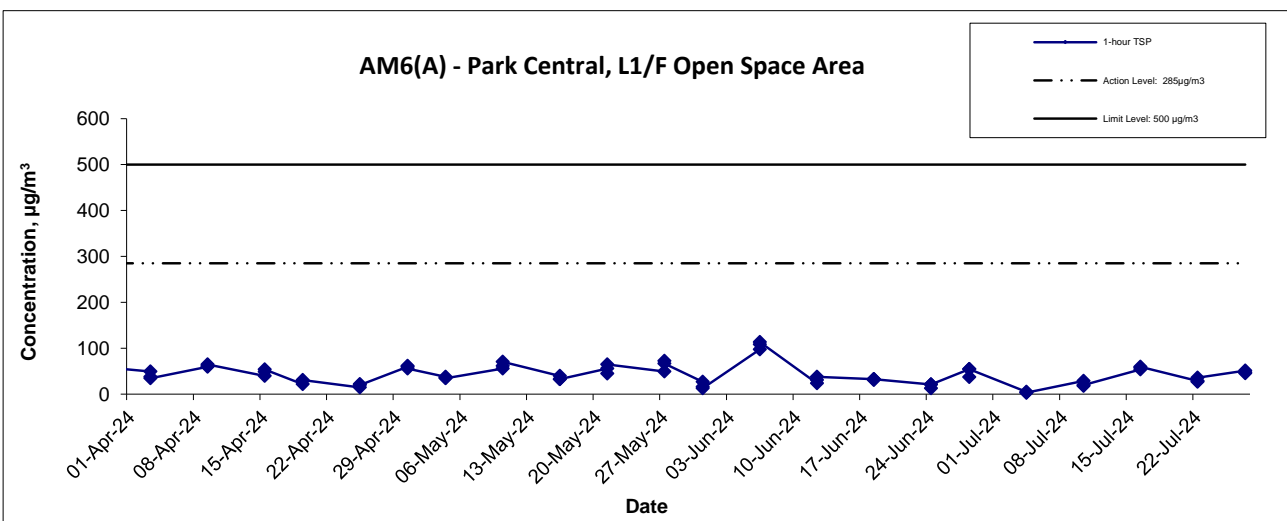 AM6(A) - Park Central, L1/F Open Space Area
1-hour TSP
Action Level: 285µg/m3
Limit Level: 500 µg/m3
Concentration, µg/m³
600
500
400
300
200
100
0
01-Apr-24
08-Apr-24
15-Apr-24
22-Apr-24
29-Apr-24
06-May-24
13-May-24
20-May-24
27-May-24
03-Jun-24
10-Jun-24
17-Jun-24
24-Jun-24
01-Jul-24
08-Jul-24
15-Jul-24
22-Jul-24
Date